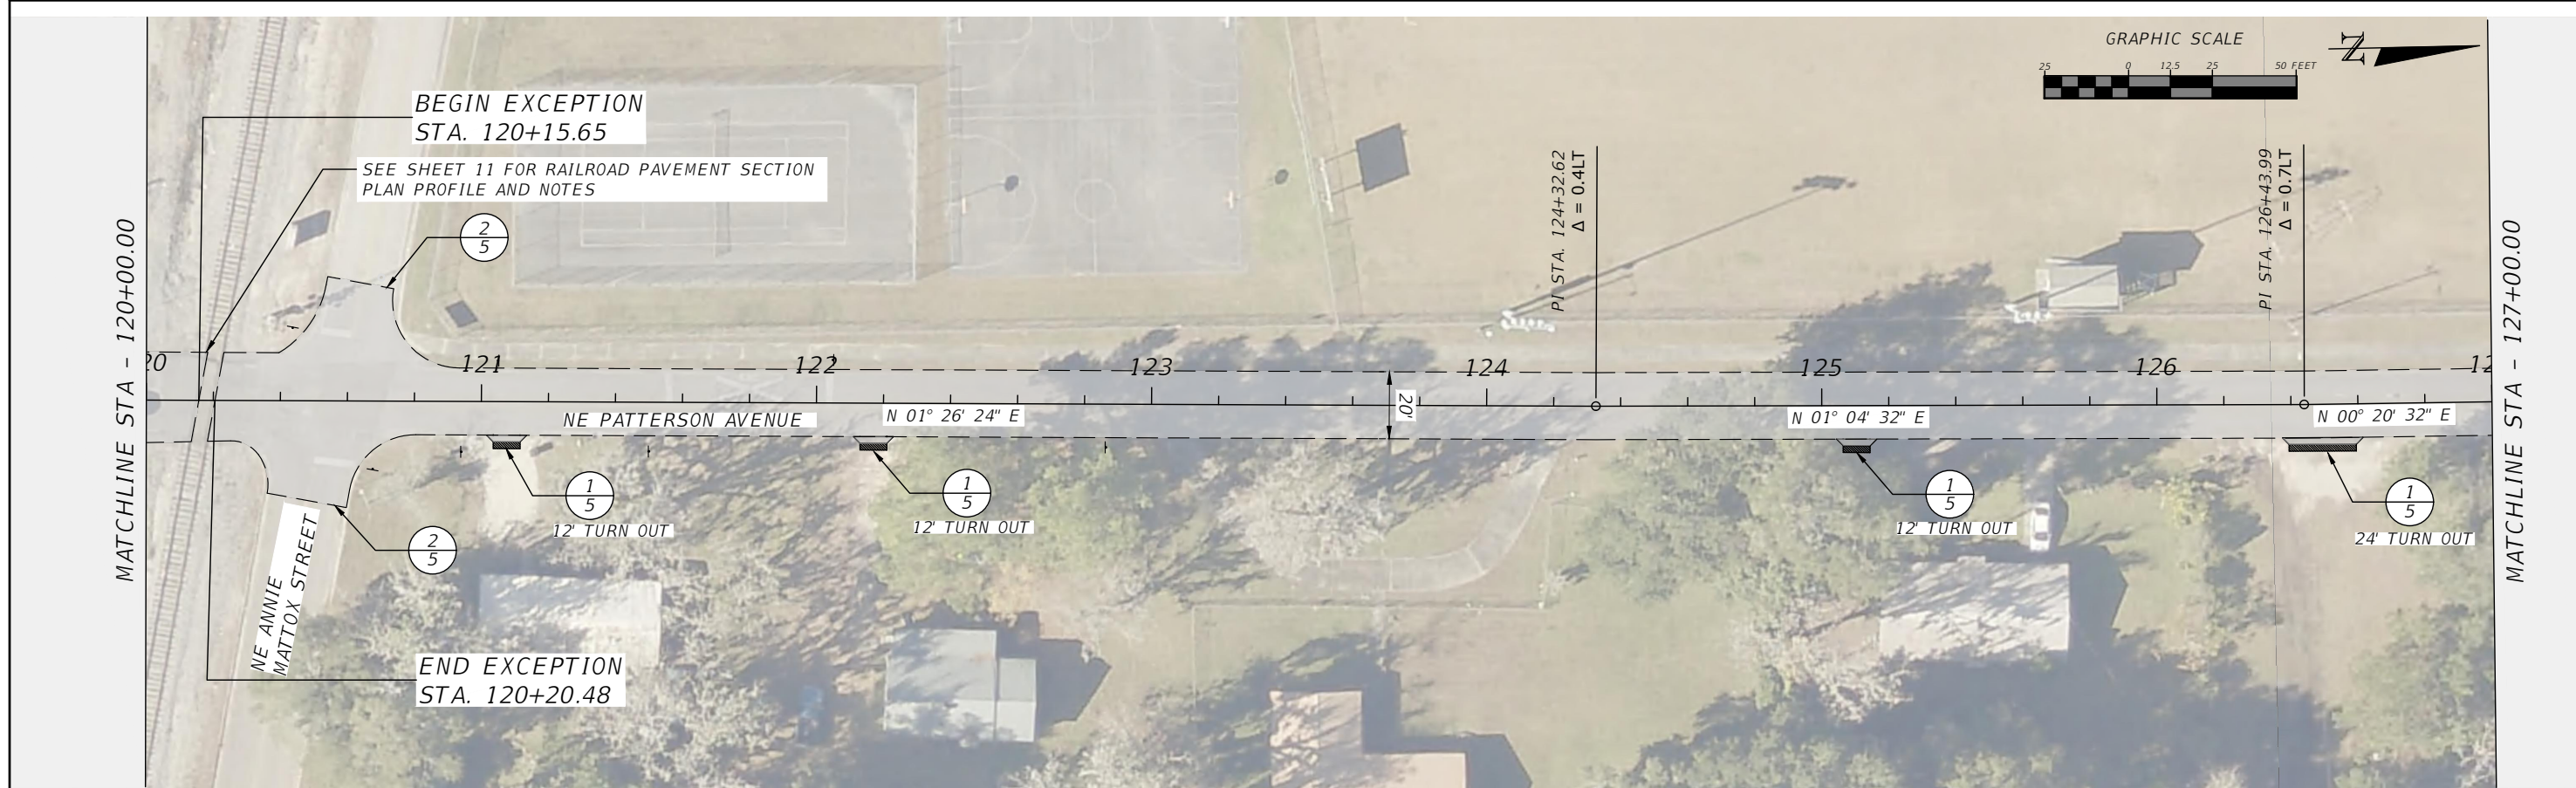 GRAPHIC SCALE
25 0 12.5 25 50 FEET
N
BEGIN EXCEPTION
STA. 120+15.65
SEE SHEET 11 FOR RAILROAD PAVEMENT SECTION
PLAN PROFILE AND NOTES
2
5
PI STA. 124+32.62
Δ = 0.4LT
PI STA. 126+43.99
Δ = 0.7LT
MATCHLINE STA - 120+00.00
MATCHLINE STA - 127+00.00
20 121 122 123 124 125 126 12
NE PATTERSON AVENUE
N 01° 26' 24" E
20'
N 01° 04' 32" E
N 00° 20' 32" E
1
5
12' TURN OUT
1
5
12' TURN OUT
1
5
12' TURN OUT
1
5
24' TURN OUT
2
5
NE ANNIE
MATTOX STREET
END EXCEPTION
STA. 120+20.48